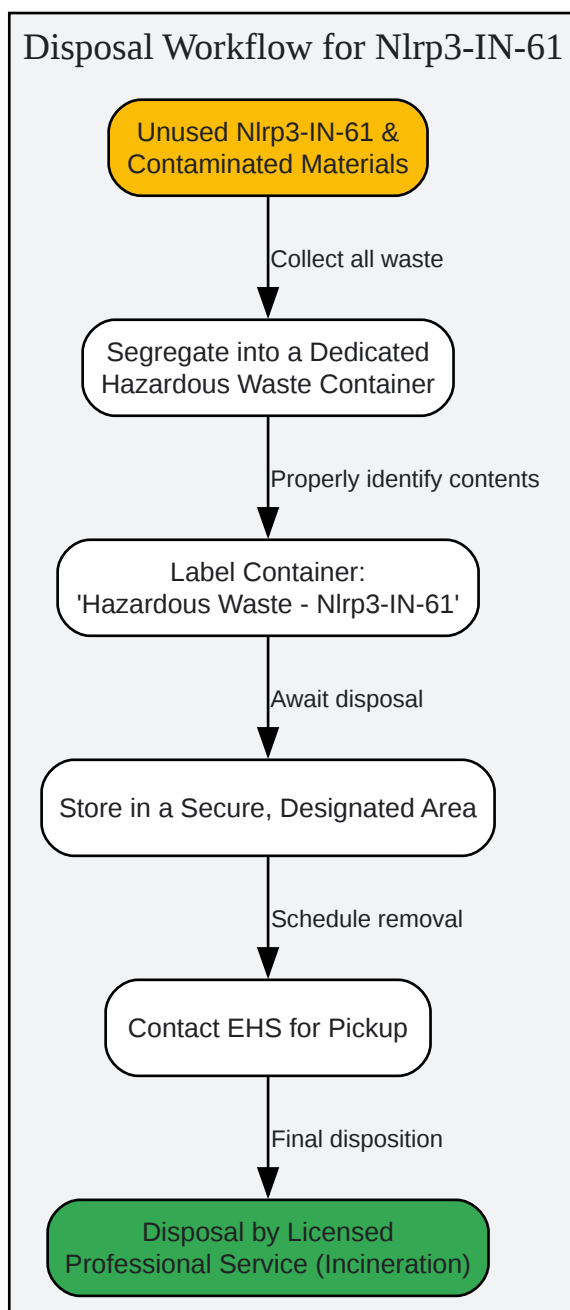 Disposal Workflow for Nlrp3-IN-61
Unused Nlrp3-IN-61 &
Contaminated Materials
Collect all waste
Segregate into a Dedicated
Hazardous Waste Container
Properly identify contents
Label Container:
'Hazardous Waste - Nlrp3-IN-61'
Await disposal
Store in a Secure, Designated Area
Schedule removal
Contact EHS for Pickup
Final disposition
Disposal by Licensed
Professional Service (Incineration)